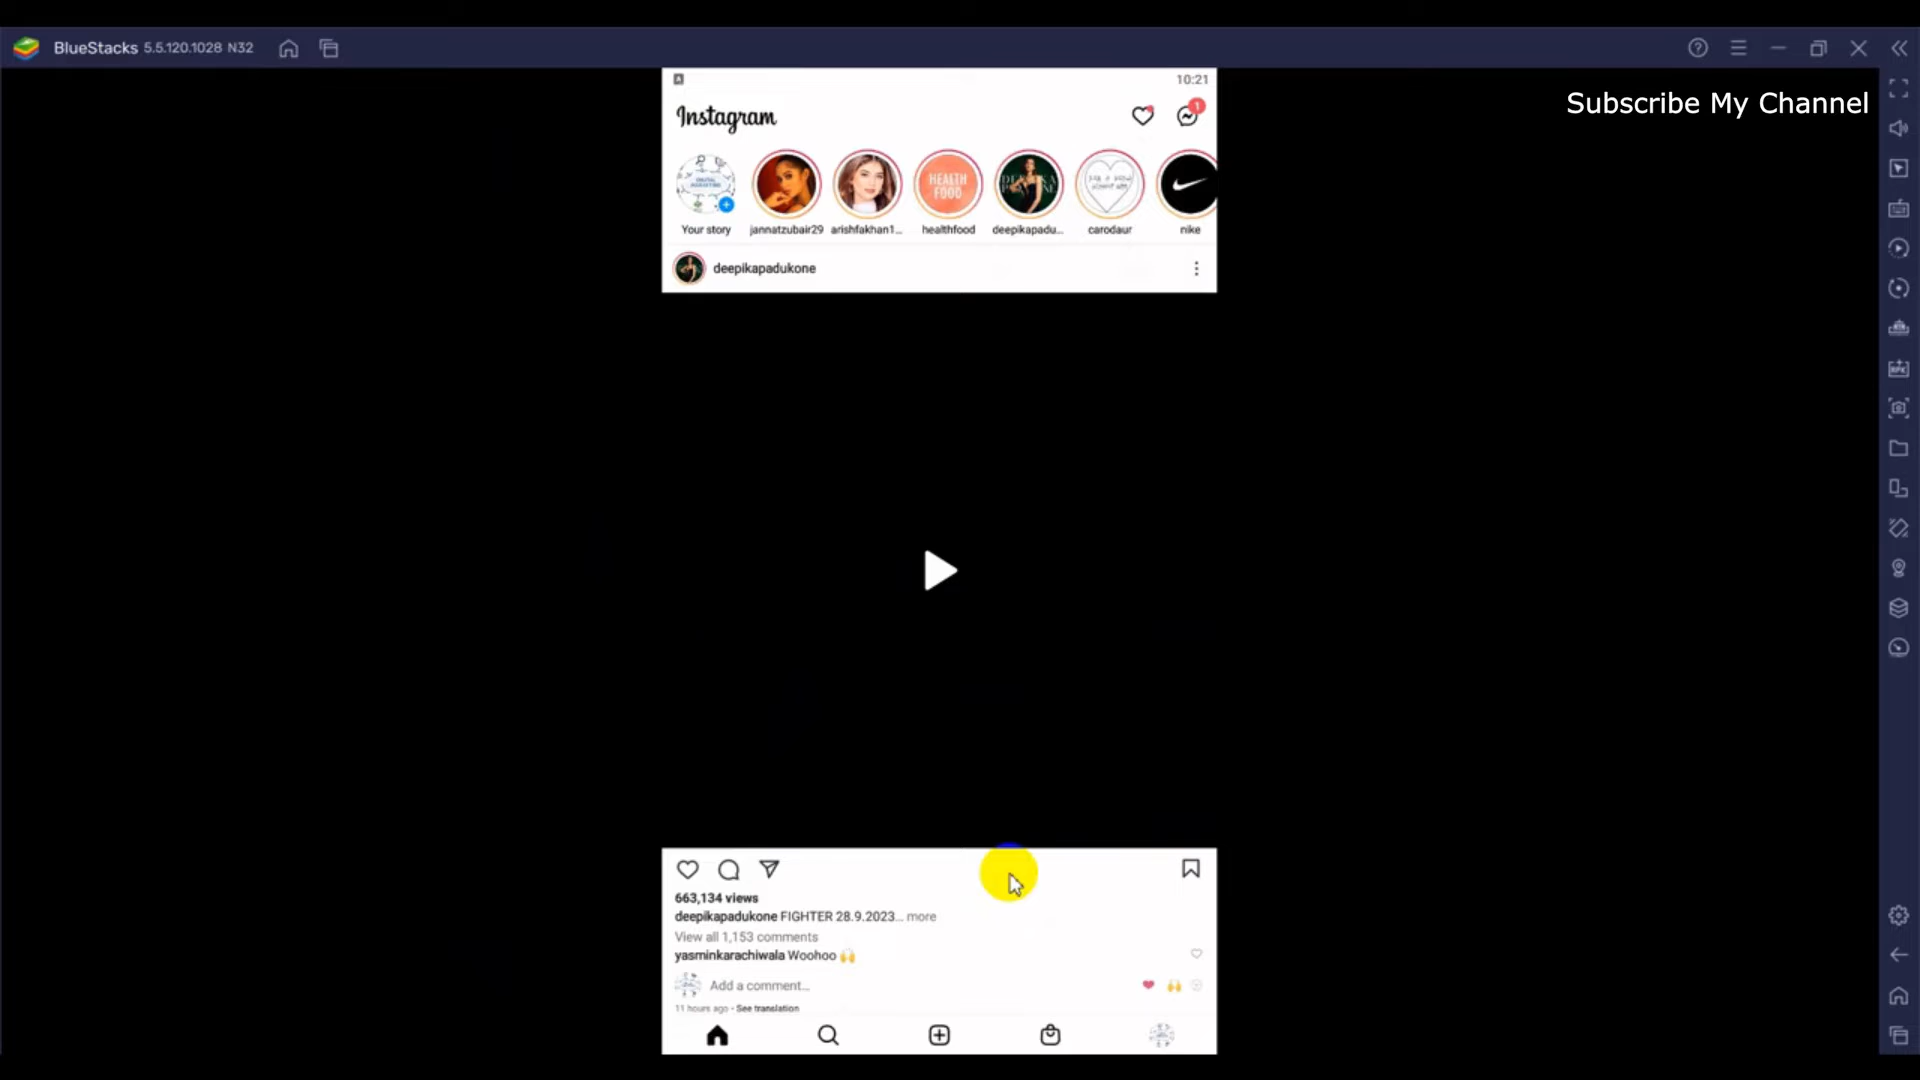 BlueStacks 5.5.120.1028 N32
Subscribe My Channel
10:21
Instagram
1
HEALTH FOOD
Your story
jannatzubair29
arishfakhan1...
healthfood
deepikapadu...
carodaur
nike
deepikapadukone
663,134 views
deepikapadukone FIGHTER 28.9.2023... more
View all 1,153 comments
yasminkarachiwala Woohoo 🙌
Add a comment...
11 hours ago • See translation